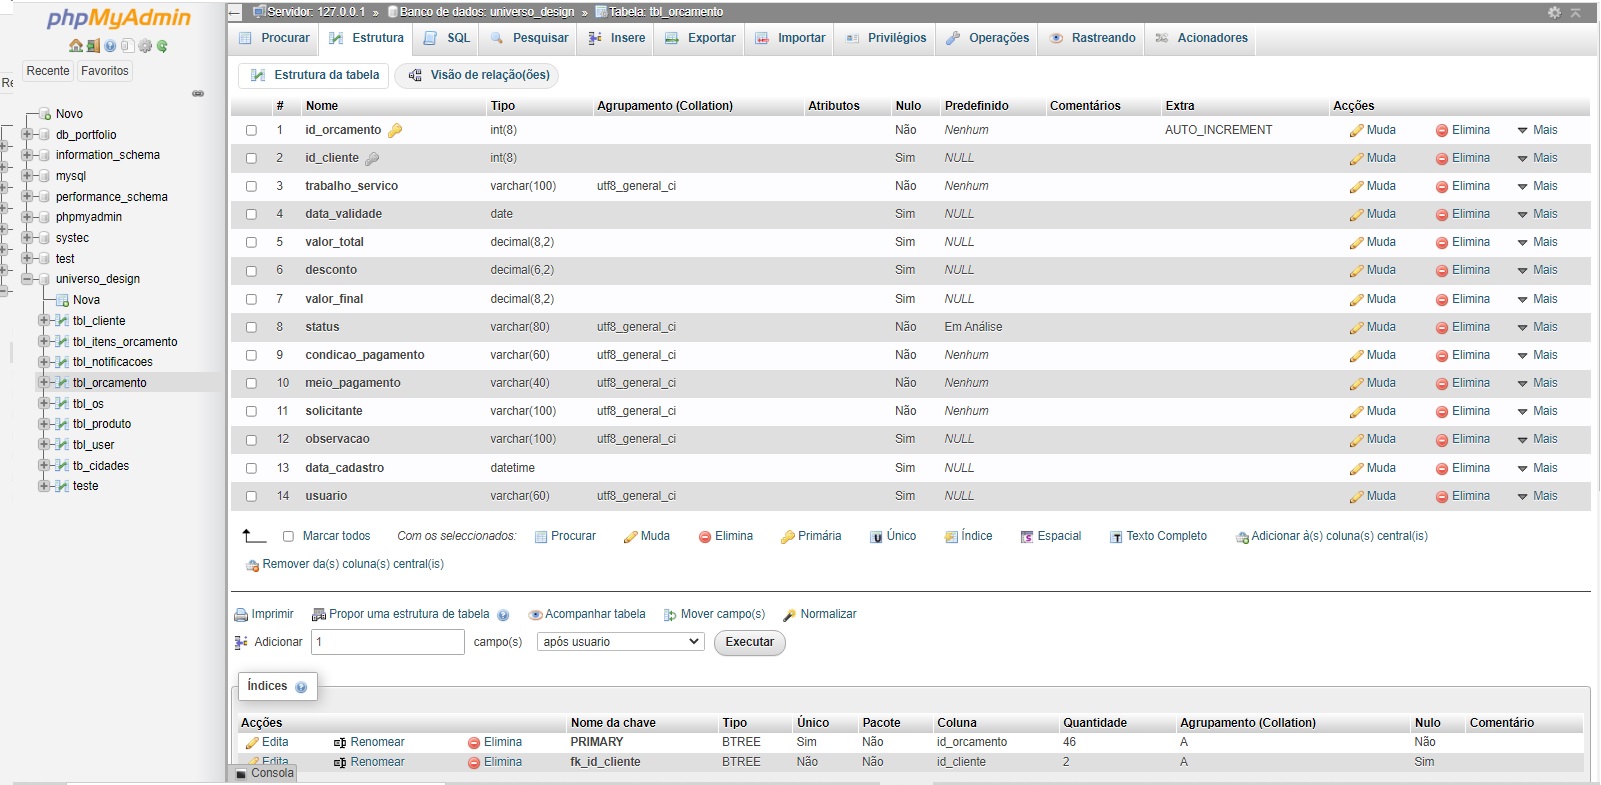 phpMyAdmin
Recente Favoritos
Re
Novo
db_portfolio
information_schema
mysql
performance_schema
phpmyadmin
systec
test
universo_design
Nova
tbl_cliente
tbl_itens_orcamento
tbl_notificacoes
tbl_orcamento
tbl_os
tbl_produto
tbl_user
tb_cidades
teste
Servidor: 127.0.0.1 » Banco de dados: universo_design » Tabela: tbl_orcamento
Procurar Estrutura SQL Pesquisar Insere Exportar Importar Privilégios Operações Rastreando Acionadores
Estrutura da tabela Visão de relação(ões)
# Nome Tipo Agrupamento (Collation) Atributos Nulo Predefinido Comentários Extra Acções
1 id_orcamento int(8) Não Nenhum AUTO_INCREMENT Muda Elimina Mais
2 id_cliente int(8) Sim NULL Muda Elimina Mais
3 trabalho_servico varchar(100) utf8_general_ci Não Nenhum Muda Elimina Mais
4 data_validade date Sim NULL Muda Elimina Mais
5 valor_total decimal(8,2) Sim NULL Muda Elimina Mais
6 desconto decimal(6,2) Sim NULL Muda Elimina Mais
7 valor_final decimal(8,2) Sim NULL Muda Elimina Mais
8 status varchar(80) utf8_general_ci Não Em Análise Muda Elimina Mais
9 condicao_pagamento varchar(60) utf8_general_ci Não Nenhum Muda Elimina Mais
10 meio_pagamento varchar(40) utf8_general_ci Não Nenhum Muda Elimina Mais
11 solicitante varchar(100) utf8_general_ci Não Nenhum Muda Elimina Mais
12 observacao varchar(100) utf8_general_ci Sim NULL Muda Elimina Mais
13 data_cadastro datetime Sim NULL Muda Elimina Mais
14 usuario varchar(60) utf8_general_ci Sim NULL Muda Elimina Mais
Marcar todos Com os seleccionados: Procurar Muda Elimina Primária Único Índice Espacial Texto Completo Adicionar à(s) coluna(s) central(is)
Remover da(s) coluna(s) central(is)
Imprimir Propor uma estrutura de tabela Acompanhar tabela Mover campo(s) Normalizar
Adicionar 1 campo(s) após usuario Executar
Índices
Acções Nome da chave Tipo Único Pacote Coluna Quantidade Agrupamento (Collation) Nulo Comentário
Edita Renomear Elimina PRIMARY BTREE Sim Não id_orcamento 46 A Não
Edita Renomear Elimina fk_id_cliente BTREE Não Não id_cliente 2 A Sim
Consola